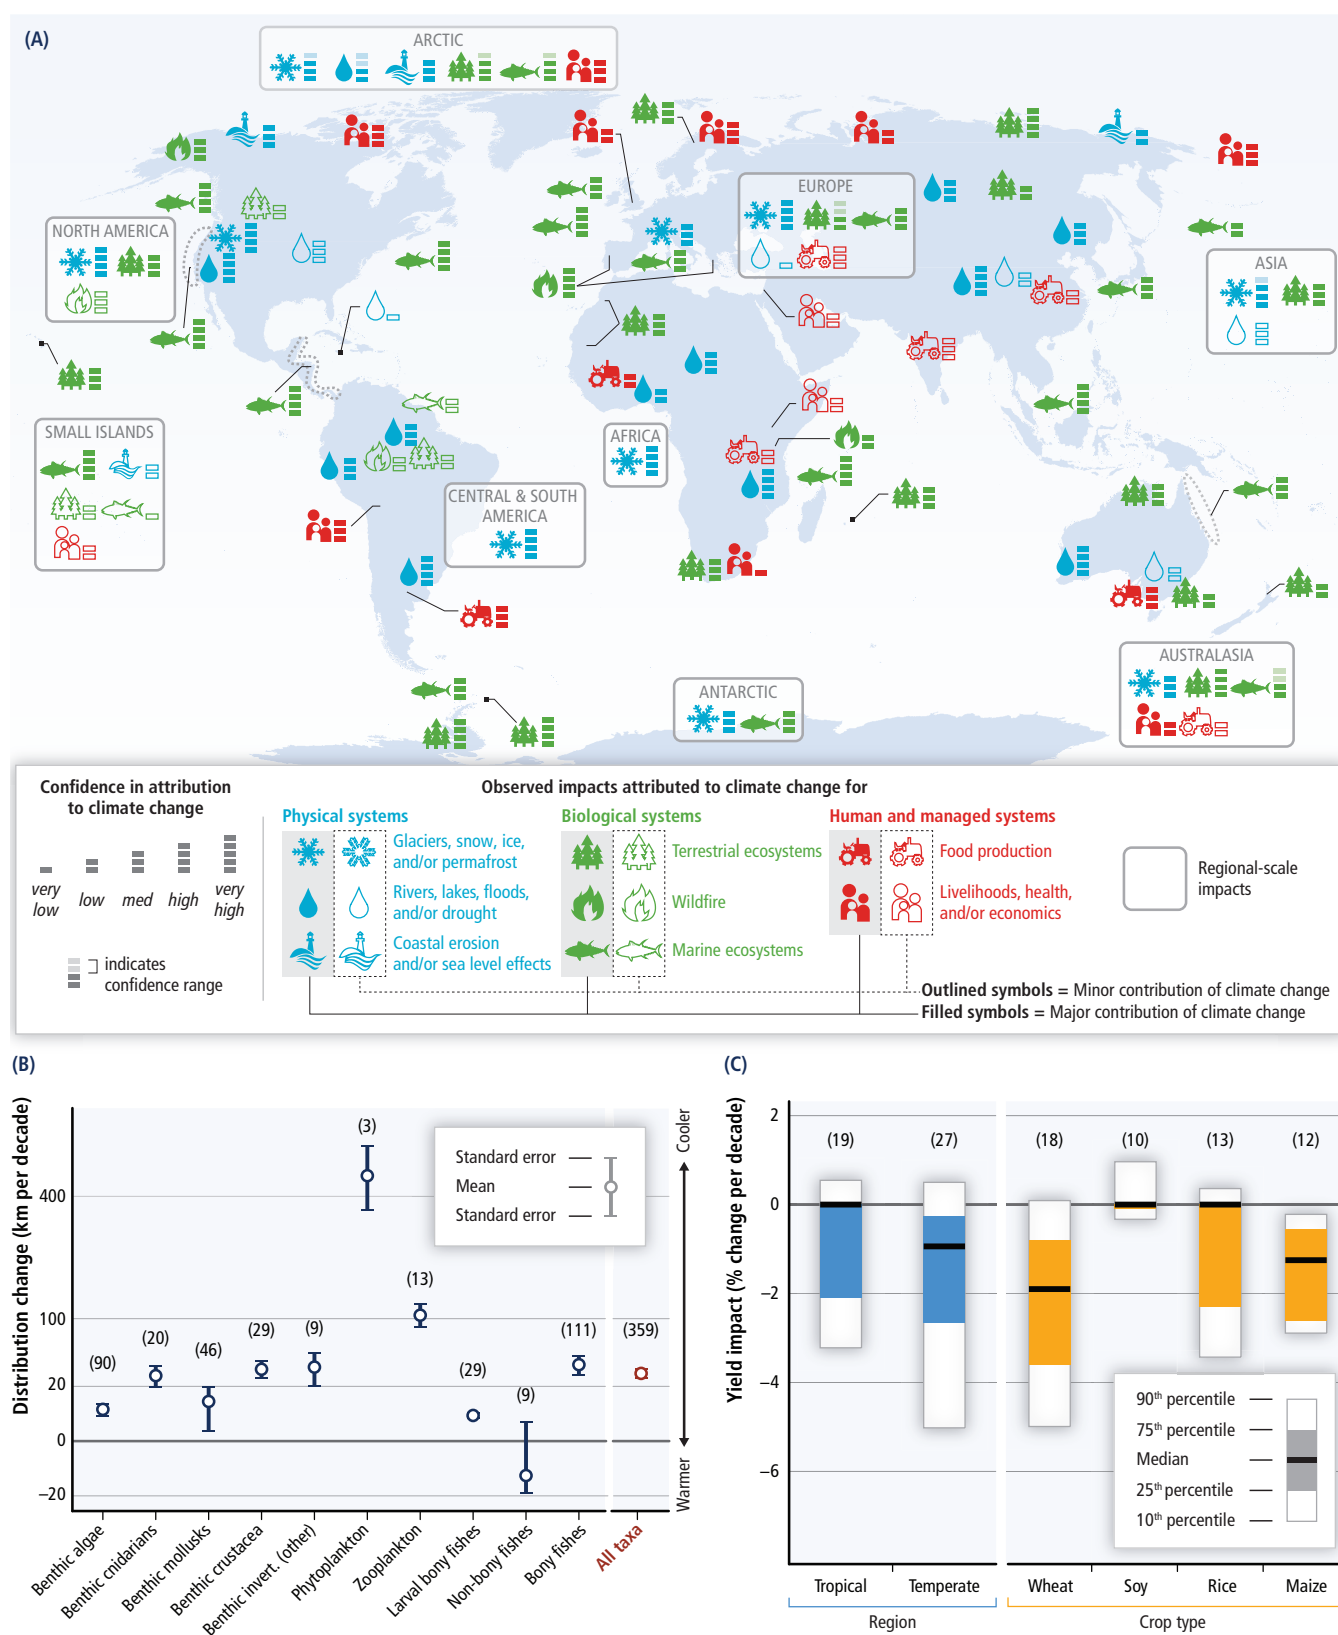 (A)
ARCTIC
EUROPE
NORTH AMERICA
ASIA
SMALL ISLANDS
AFRICA
CENTRAL & SOUTH
AMERICA
AUSTRALASIA
ANTARCTIC
Confidence in attribution
to climate change
very
low
low
med
high
very
high
indicates
confidence range
Observed impacts attributed to climate change for
Physical systems
Glaciers, snow, ice,
and/or permafrost
Rivers, lakes, floods,
and/or drought
Coastal erosion
and/or sea level effects
Biological systems
Terrestrial ecosystems
Wildfire
Marine ecosystems
Human and managed systems
Food production
Livelihoods, health,
and/or economics
Regional-scale
impacts
Outlined symbols = Minor contribution of climate change
Filled symbols = Major contribution of climate change
(B)
Distribution change (km per decade)
400
100
20
0
−20
(90)
(20)
(46)
(29)
(9)
(3)
(13)
(29)
(9)
(111)
(359)
Standard error
Mean
Standard error
Cooler
Warmer
Benthic algae
Benthic cnidarians
Benthic mollusks
Benthic crustacea
Benthic invert. (other)
Phytoplankton
Zooplankton
Larval bony fishes
Non-bony fishes
Bony fishes
All taxa
(C)
Yield impact (% change per decade)
2
0
−2
−4
−6
(19)
(27)
(18)
(10)
(13)
(12)
90th percentile
75th percentile
Median
25th percentile
10th percentile
Tropical
Temperate
Wheat
Soy
Rice
Maize
Region
Crop type